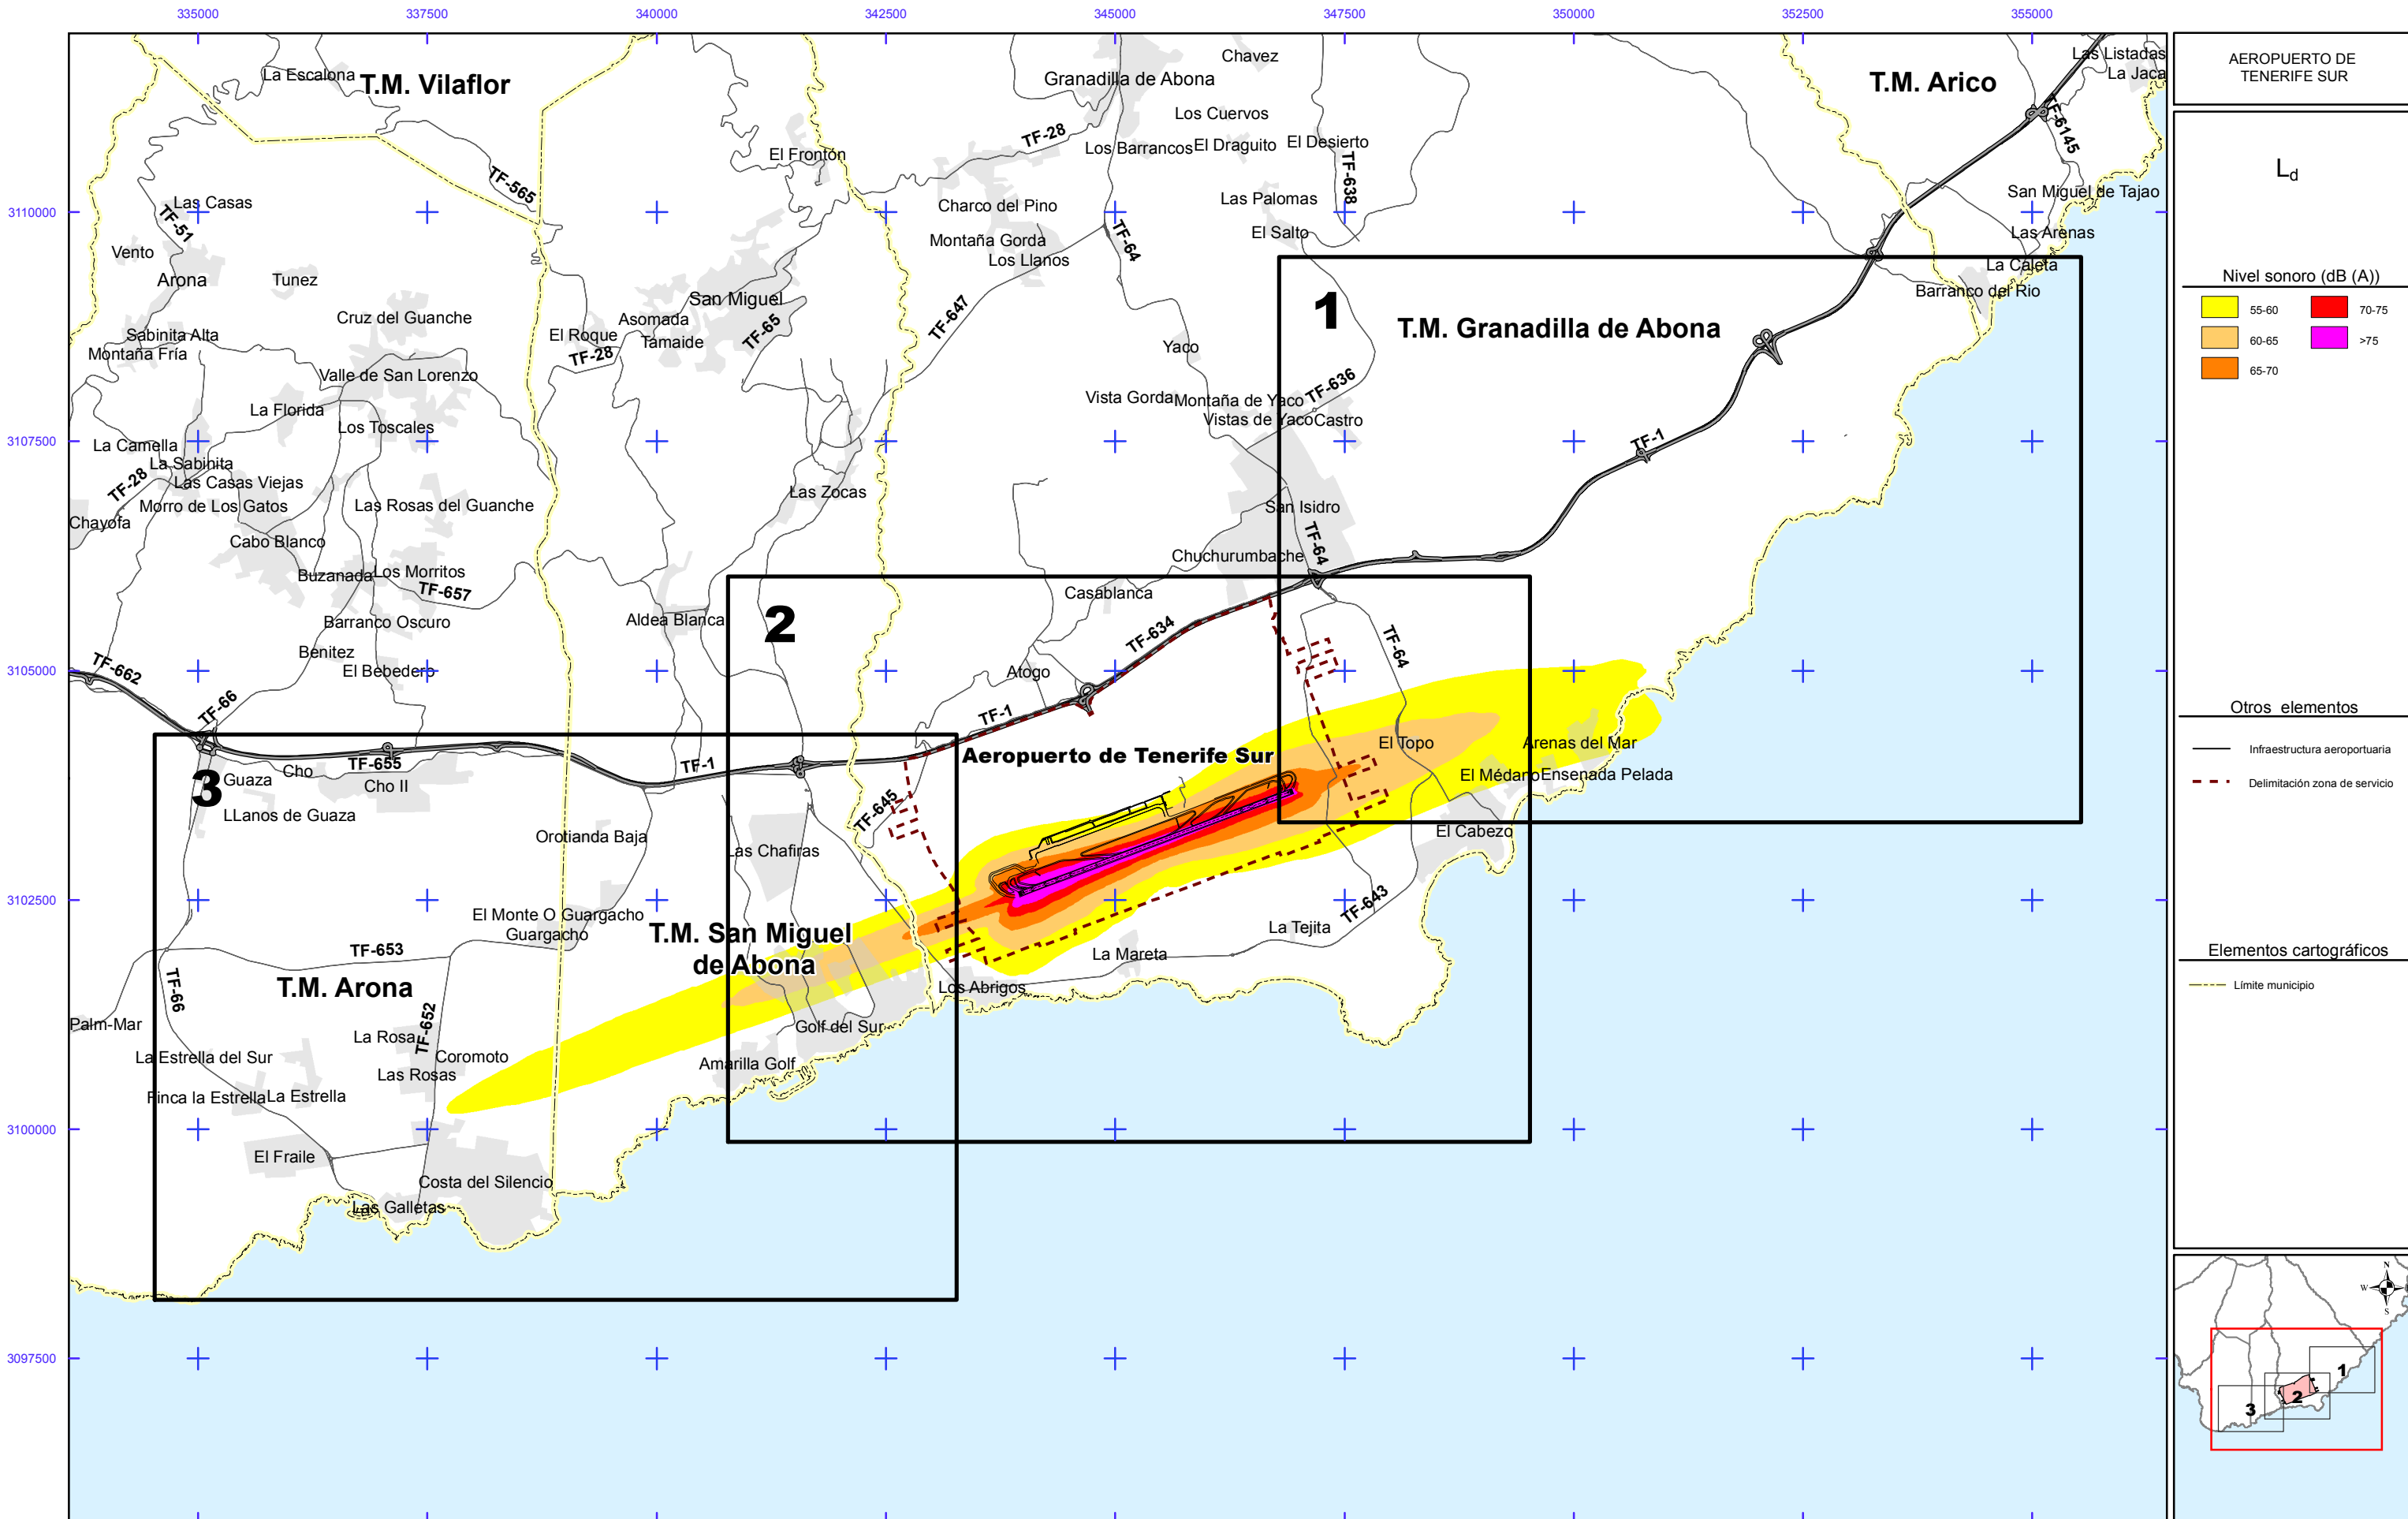 335000 337500 340000 342500 345000 347500 350000 352500 355000
3110000
3107500
3105000
3102500
3100000
3097500
La Escalona
T.M. Vilaflor
Granadilla de Abona
Chavez
T.M. Arico
Las Listadas
La Jaca
Los Cuervos
TF-28
El Frontón
Los Barrancos
El Draguito
El Desierto
TF-638
TF-6145
TF-565
Las Casas
TF-51
Charco del Pino
Las Palomas
San Miguel de Tajao
Vento
Montaña Gorda
TF-64
El Salto
Las Arenas
Arona
Tunez
Los Llanos
La Caleta
Barranco del Rio
San Miguel
Cruz del Guanche
Asomada
TF-65
TF-647
1
T.M. Granadilla de Abona
Sabinita Alta
El Roque
Tamaide
Montaña Fría
TF-28
Yaco
Valle de San Lorenzo
TF-636
Vista Gorda
Montaña de Yaco
La Florida
Vistas de Yaco
Castro
Los Toscales
La Camella
TF-1
La Sabinita
TF-28
Las Casas Viejas
Las Zocas
Morro de Los Gatos
Las Rosas del Guanche
San Isidro
Chayofa
Cabo Blanco
TF-64
Chuchurumbache
Buzanada
Los Morritos
TF-657
Casablanca
2
Barranco Oscuro
Aldea Blanca
TF-634
TF-64
Benitez
TF-662
El Bebedero
Atogo
TF-66
TF-1
3
El Topo
Arenas del Mar
Aeropuerto de Tenerife Sur
TF-655
TF-1
Guaza
Cho
Cho II
El Médano
Ensenada Pelada
LLanos de Guaza
TF-645
Orotianda Baja
El Cabezo
Las Chafiras
El Monte O Guargacho
TF-643
Guargacho
T.M. San Miguel
de Abona
La Tejita
TF-653
La Mareta
TF-66
T.M. Arona
Los Abrigos
Palm-Mar
La Rosa
TF-652
Golf del Sur
La Estrella del Sur
Coromoto
Amarilla Golf
Las Rosas
Finca la Estrella
La Estrella
El Fraile
Costa del Silencio
Las Galletas
AEROPUERTO DE
TENERIFE SUR
Ld
Nivel sonoro (dB (A))
55-60 70-75
60-65 >75
65-70
Otros elementos
Infraestructura aeroportuaria
Delimitación zona de servicio
Elementos cartográficos
Límite municipio
N
W
S
1
2
3